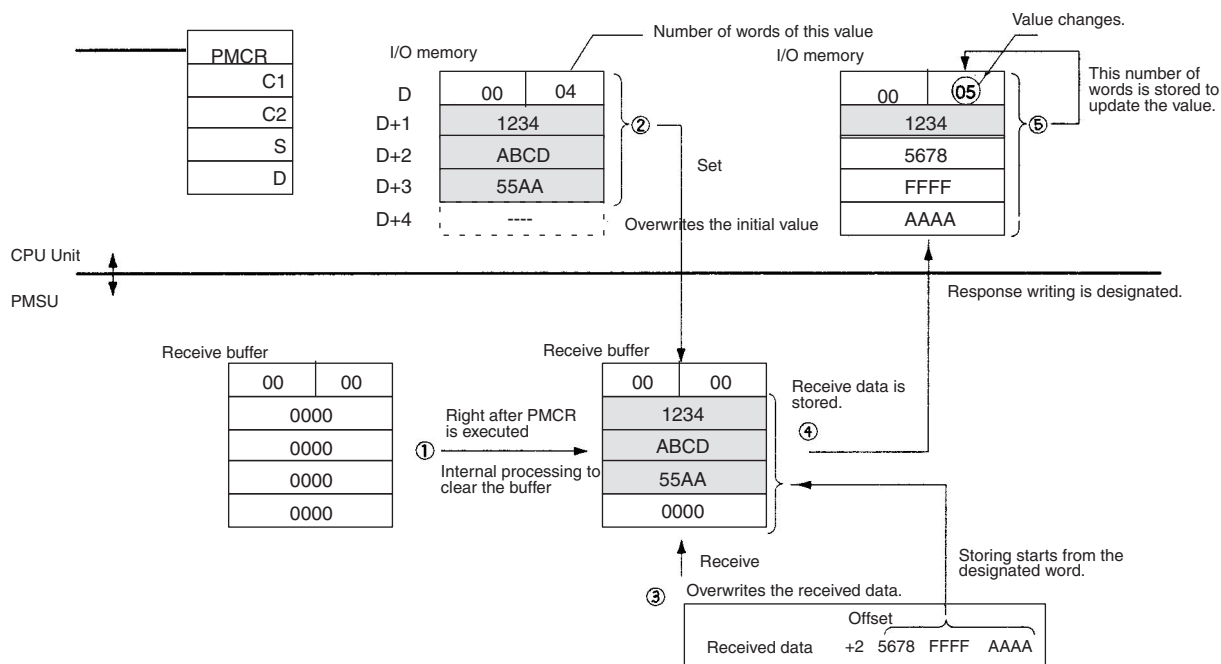 PMCR
C1
C2
S
D
I/O memory
Number of words of this value
D
00
04
D+1
1234
D+2
ABCD
D+3
55AA
D+4
----
②
Set
Overwrites the initial value
Value changes.
I/O memory
00
05
1234
5678
FFFF
AAAA
⑤
This number of
words is stored to
update the value.
CPU Unit
PMSU
Response writing is designated.
Receive buffer
00
00
0000
0000
0000
0000
①
Right after PMCR
is executed
Internal processing to
clear the buffer
Receive buffer
00
00
1234
ABCD
55AA
0000
Receive data is
stored.
④
Receive
③
Overwrites the received data.
Storing starts from the
designated word.
Offset
Received data +2 5678 FFFF AAAA